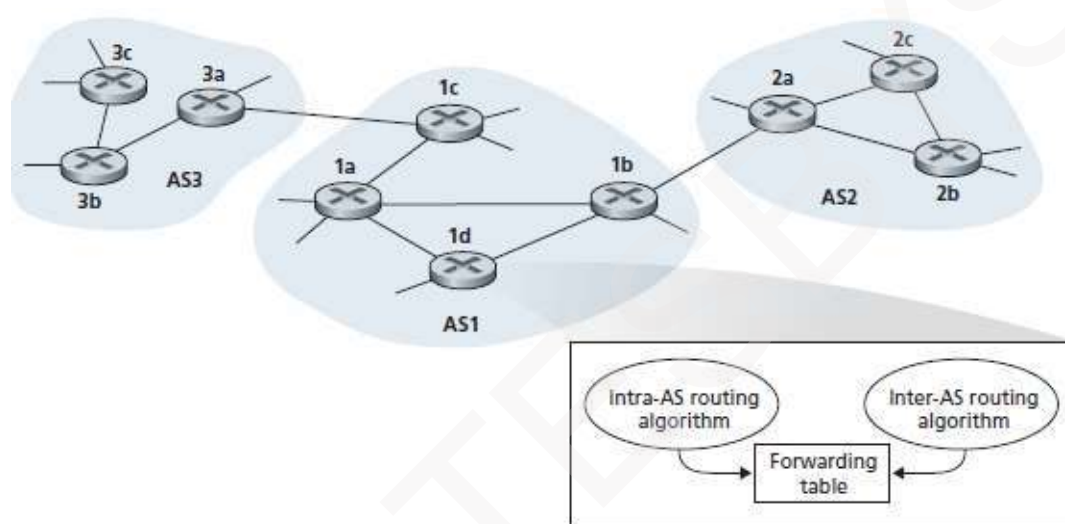 3c
3a
3b
AS3
1c
1a
1b
1d
AS1
2c
2a
2b
AS2
Intra-AS routing
algorithm
Inter-AS routing
algorithm
Forwarding
table